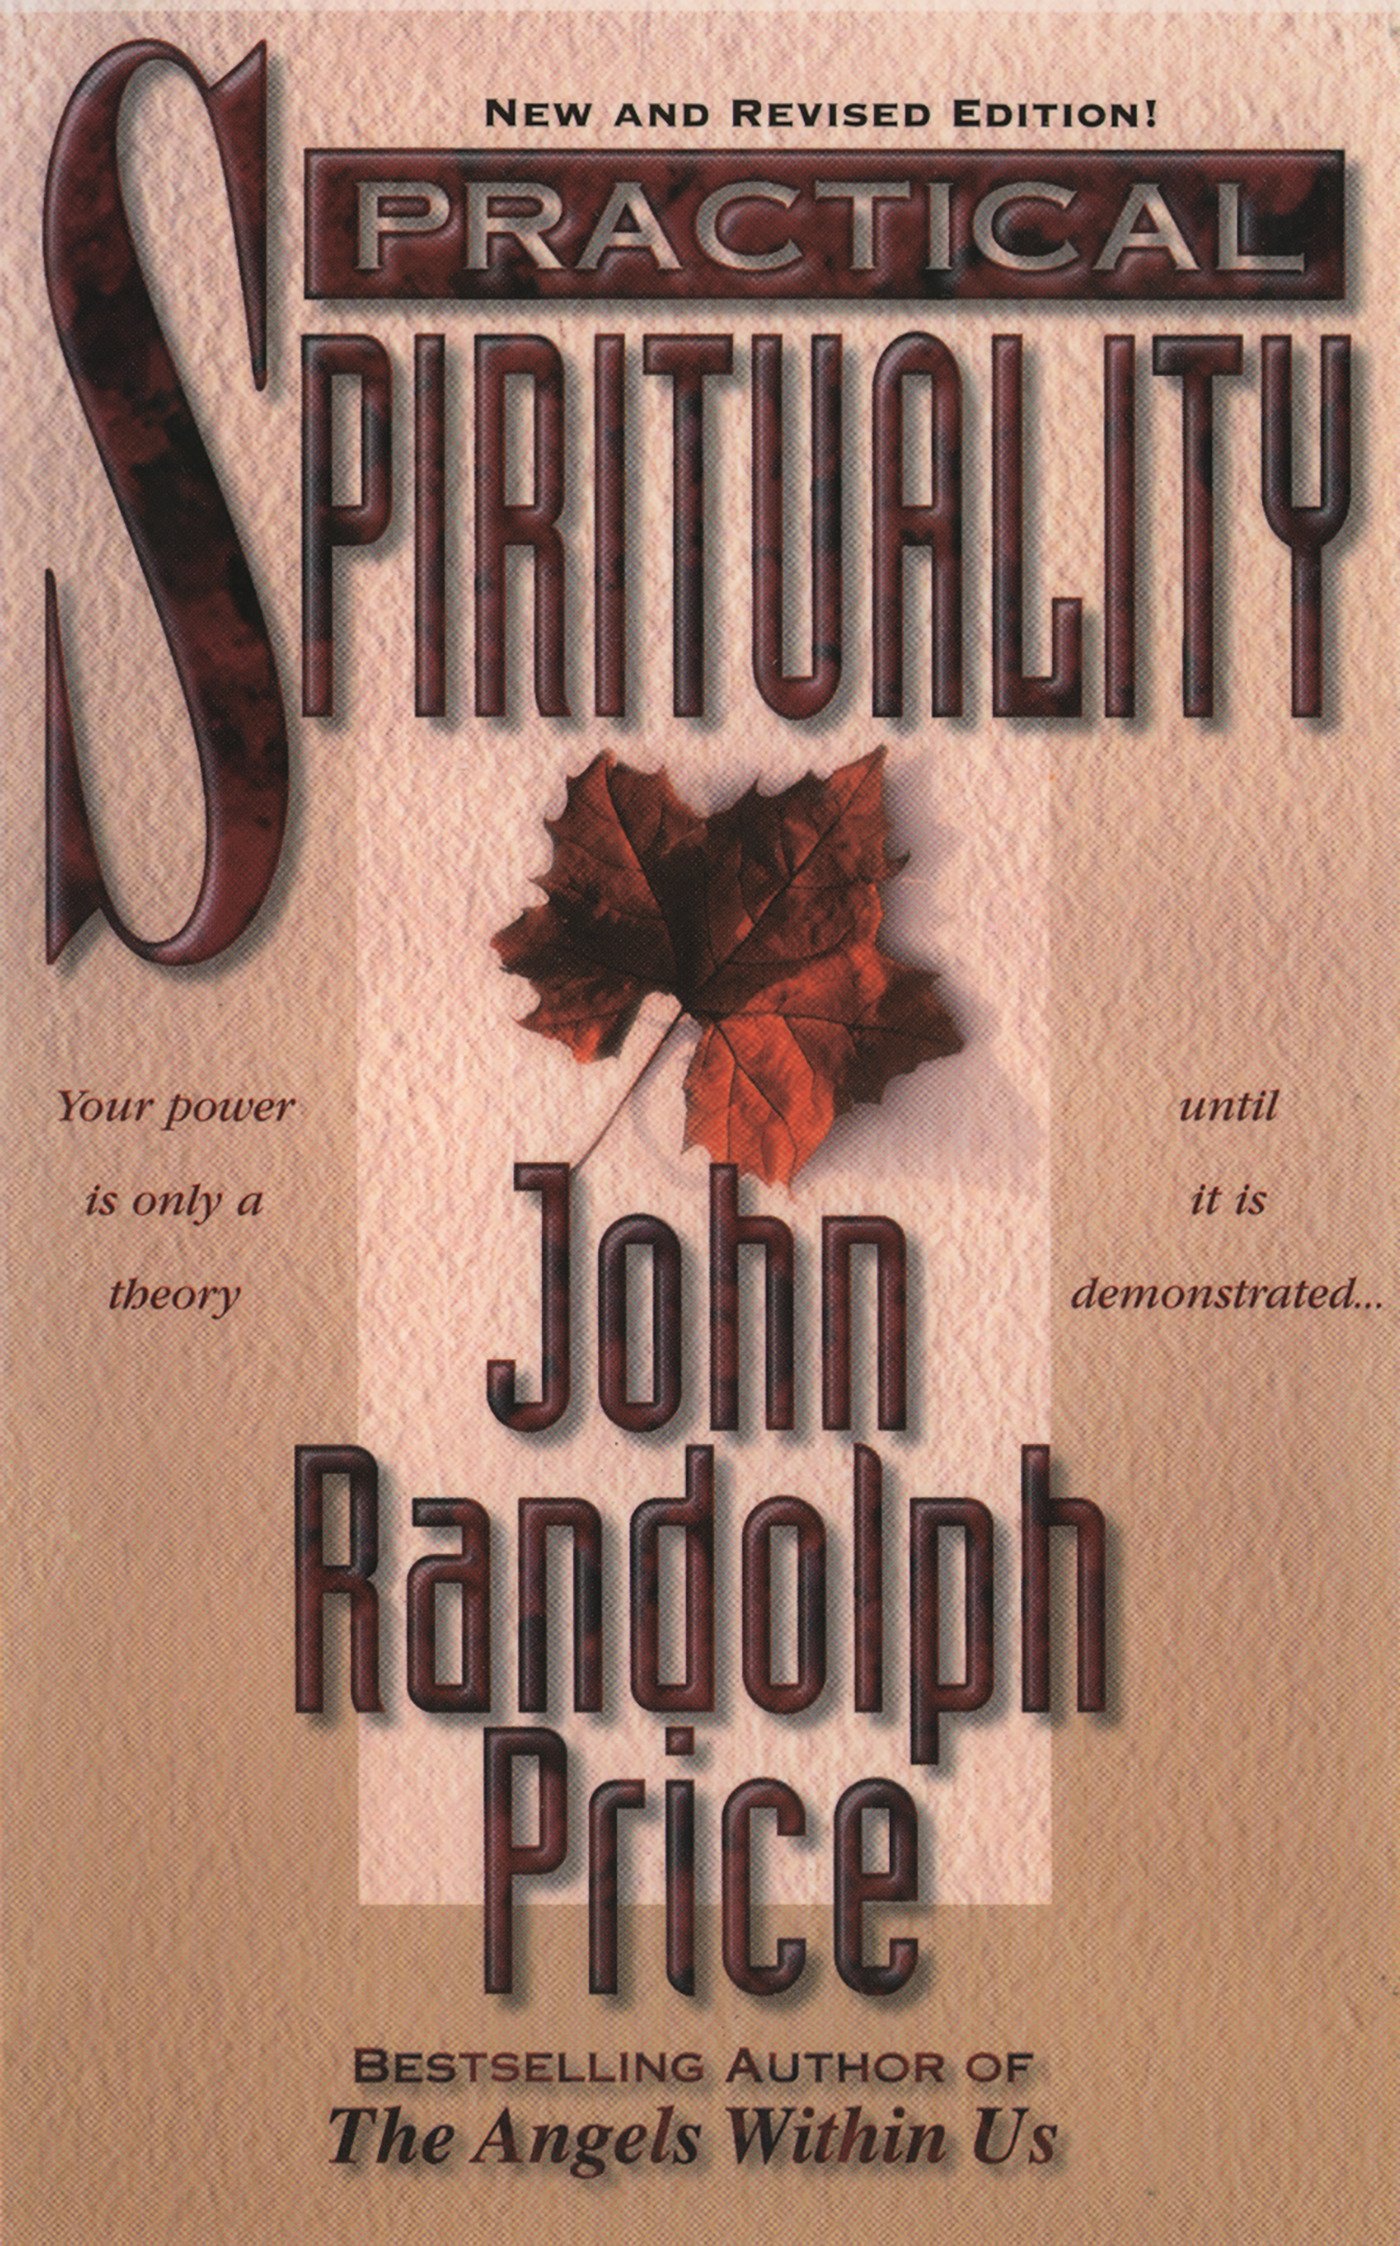 NEW AND REVISED EDITION!
PRACTICAL
SPIRITUALITY
Your power
is only a
theory
until
it is
demonstrated...
John
Randolph
Price
BESTSELLING AUTHOR OF
The Angels Within Us